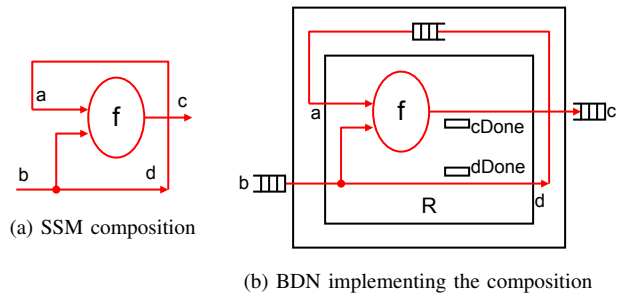 a
f
c
b
d
(a) SSM composition
a
f
cDone
c
b
dDone
R
d
(b) BDN implementing the composition